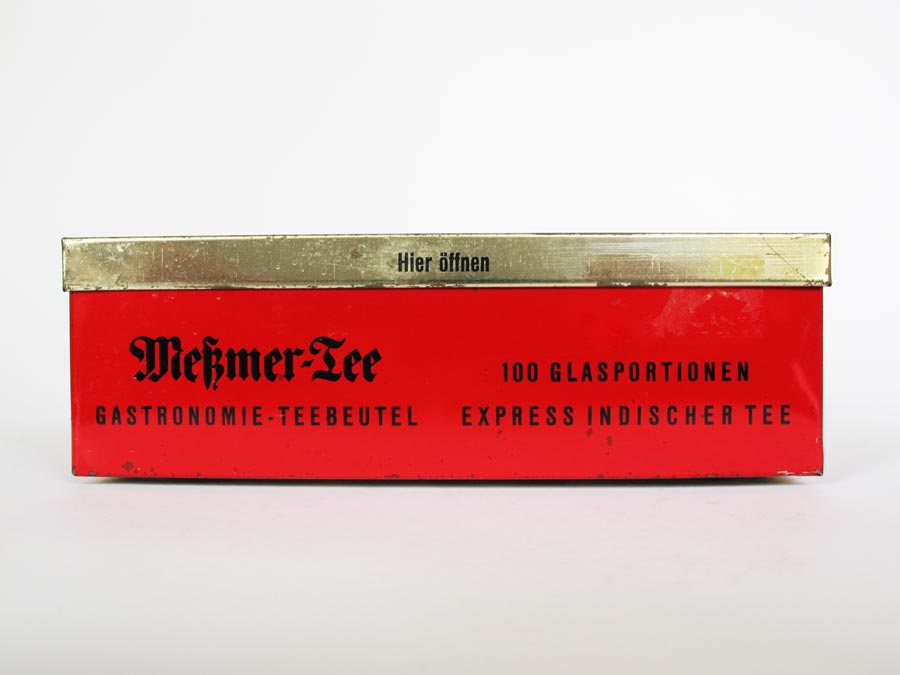 Hier öffnen
Meßmer-Tee
GASTRONOMIE-TEEBEUTEL
100 GLASPORTIONEN
EXPRESS INDISCHER TEE